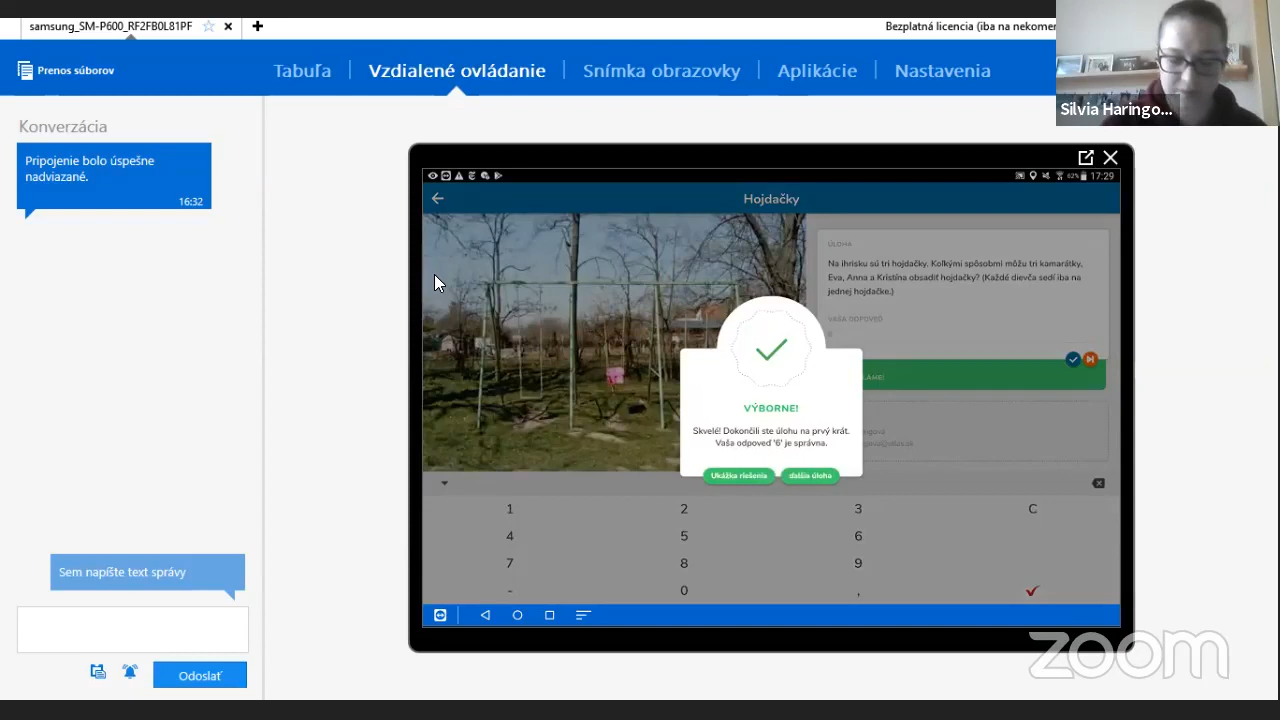 samsung_SM-P600_RF2FB0L81PF
Bezplatná licencia (iba na nekomer
Silvia Haringo...
Prenos súborov
Tabuľa
Vzdialené ovládanie
Snímka obrazovky
Aplikácie
Nastavenia
Konverzácia
Pripojenie bolo úspešne
nadviazané.
16:32
62%
17:29
Hojdačky
ÚLOHA
Na ihrisku sú tri hojdačky. Koľkými spôsobmi môžu tri kamarátky,
Eva, Anna a Kristína obsadiť hojdačky? (Každé dievča sedí iba na
jednej hojdačke.)
VAŠA ODPOVEĎ
6
VÝBORNE!
Skvelé! Dokončili ste úlohu na prvý krát.
Vaša odpoveď '6' je správna.
Ukážka riešenia
ďalšia úloha
1 2 3 C
4 5 6
7 8 9
- 0 ,
Sem napíšte text správy
Odoslať
zoom